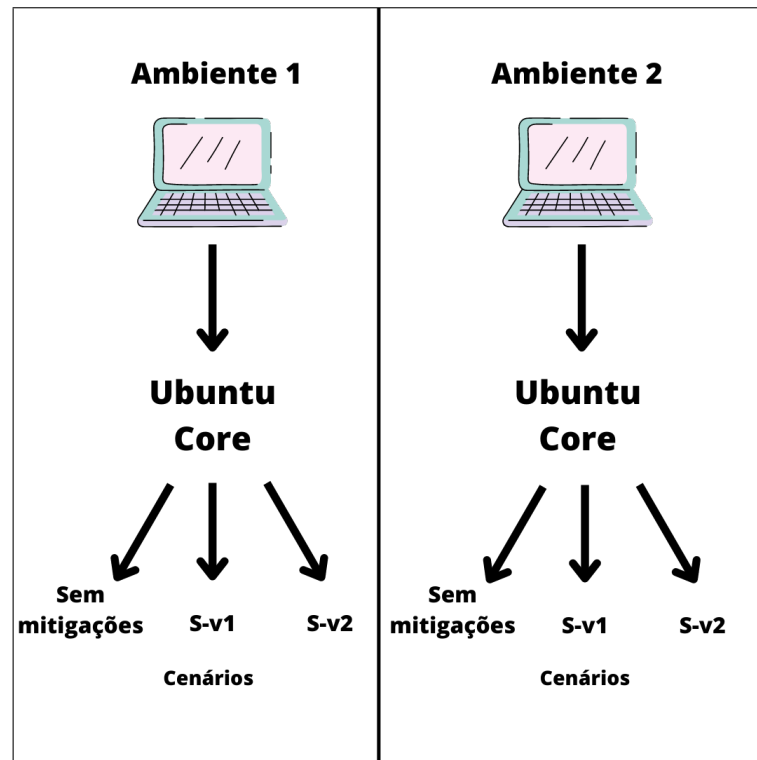 Ambiente 1
Ubuntu
Core
Sem
mitigações
S-v1
S-v2
Cenários
Ambiente 2
Ubuntu
Core
Sem
mitigações
S-v1
S-v2
Cenários